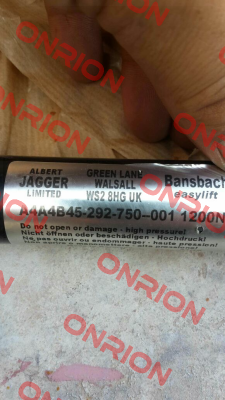 ONRION
ALBERT JAGGER LIMITED
GREEN LANE WALSALL WS2 8HG UK
Bansbach easylift
A4A4B45-292-750--001 1200N
Do not open or damage - high pressure!
Nicht öffnen oder beschädigen - Hochdruck!
Ne pas ouvrir ou endommager - haute pression!